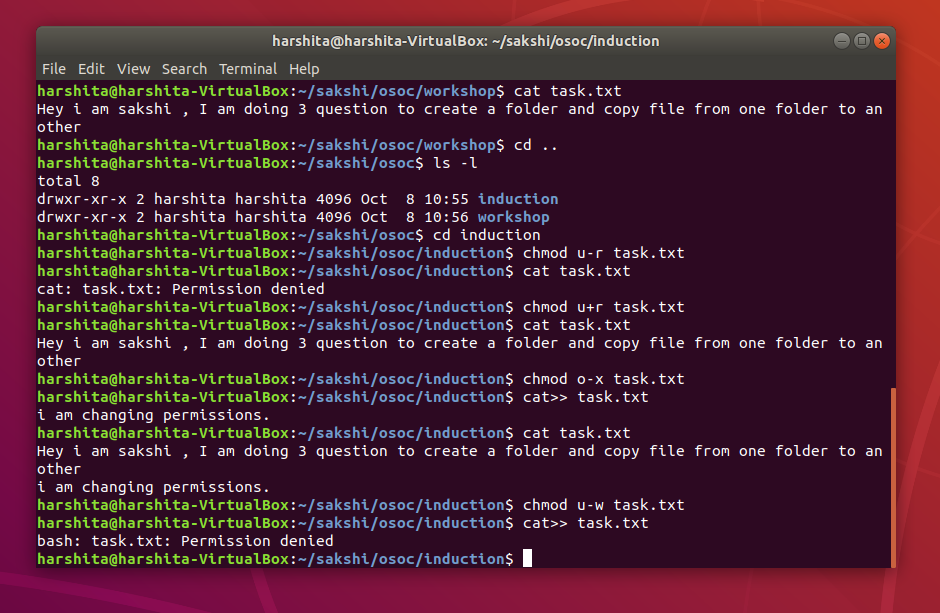 harshita@harshita-VirtualBox: ~/sakshi/osoc/induction
File Edit View Search Terminal Help
harshita@harshita-VirtualBox:~/sakshi/osoc/workshop$ cat task.txt
Hey i am sakshi , I am doing 3 question to create a folder and copy file from one folder to an
other
harshita@harshita-VirtualBox:~/sakshi/osoc/workshop$ cd ..
harshita@harshita-VirtualBox:~/sakshi/osoc$ ls -l
total 8
drwxr-xr-x 2 harshita harshita 4096 Oct  8 10:55 induction
drwxr-xr-x 2 harshita harshita 4096 Oct  8 10:56 workshop
harshita@harshita-VirtualBox:~/sakshi/osoc$ cd induction
harshita@harshita-VirtualBox:~/sakshi/osoc/induction$ chmod u-r task.txt
harshita@harshita-VirtualBox:~/sakshi/osoc/induction$ cat task.txt
cat: task.txt: Permission denied
harshita@harshita-VirtualBox:~/sakshi/osoc/induction$ chmod u+r task.txt
harshita@harshita-VirtualBox:~/sakshi/osoc/induction$ cat task.txt
Hey i am sakshi , I am doing 3 question to create a folder and copy file from one folder to an
other
harshita@harshita-VirtualBox:~/sakshi/osoc/induction$ chmod o-x task.txt
harshita@harshita-VirtualBox:~/sakshi/osoc/induction$ cat>> task.txt
i am changing permissions.
harshita@harshita-VirtualBox:~/sakshi/osoc/induction$ cat task.txt
Hey i am sakshi , I am doing 3 question to create a folder and copy file from one folder to an
other
i am changing permissions.
harshita@harshita-VirtualBox:~/sakshi/osoc/induction$ chmod u-w task.txt
harshita@harshita-VirtualBox:~/sakshi/osoc/induction$ cat>> task.txt
bash: task.txt: Permission denied
harshita@harshita-VirtualBox:~/sakshi/osoc/induction$